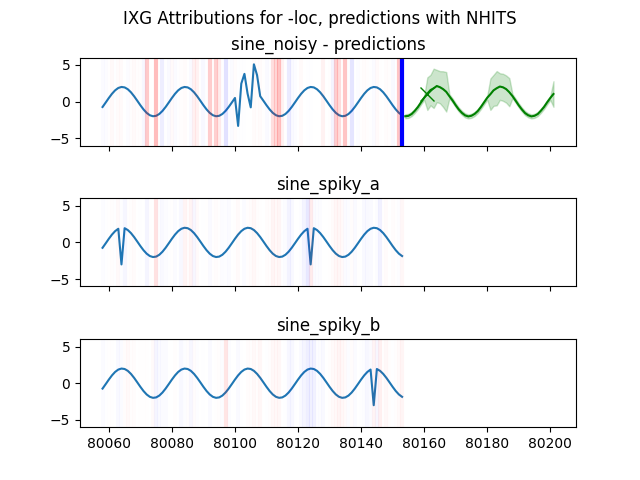 IXG Attributions for -loc, predictions with NHITS
sine_noisy - predictions
5
0
−5
sine_spiky_a
5
0
−5
sine_spiky_b
5
0
−5
80060 80080 80100 80120 80140 80160 80180 80200